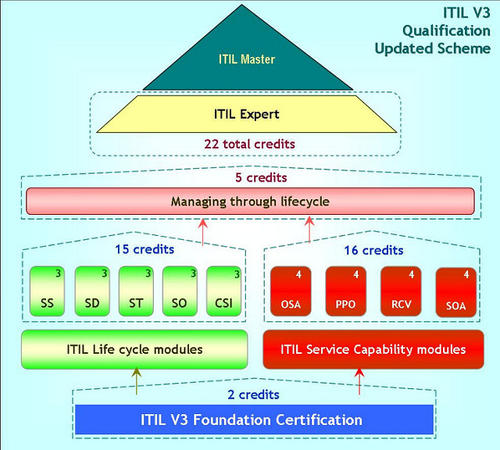 ITIL V3
Qualification
Updated Scheme
ITIL Master
ITIL Expert
22 total credits
5 credits
Managing through lifecycle
15 credits
16 credits
3 3 3 3 3
SS SD ST SO CSI
4 4 4 4
OSA PPO RCV SOA
ITIL Life cycle modules
ITIL Service Capability modules
2 credits
ITIL V3 Foundation Certification